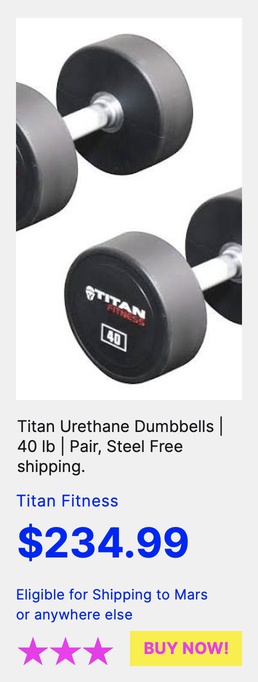 TITAN
FITNESS
40
Titan Urethane Dumbbells |
40 lb | Pair, Steel Free
shipping.
Titan Fitness
$234.99
Eligible for Shipping to Mars
or anywhere else
BUY NOW!